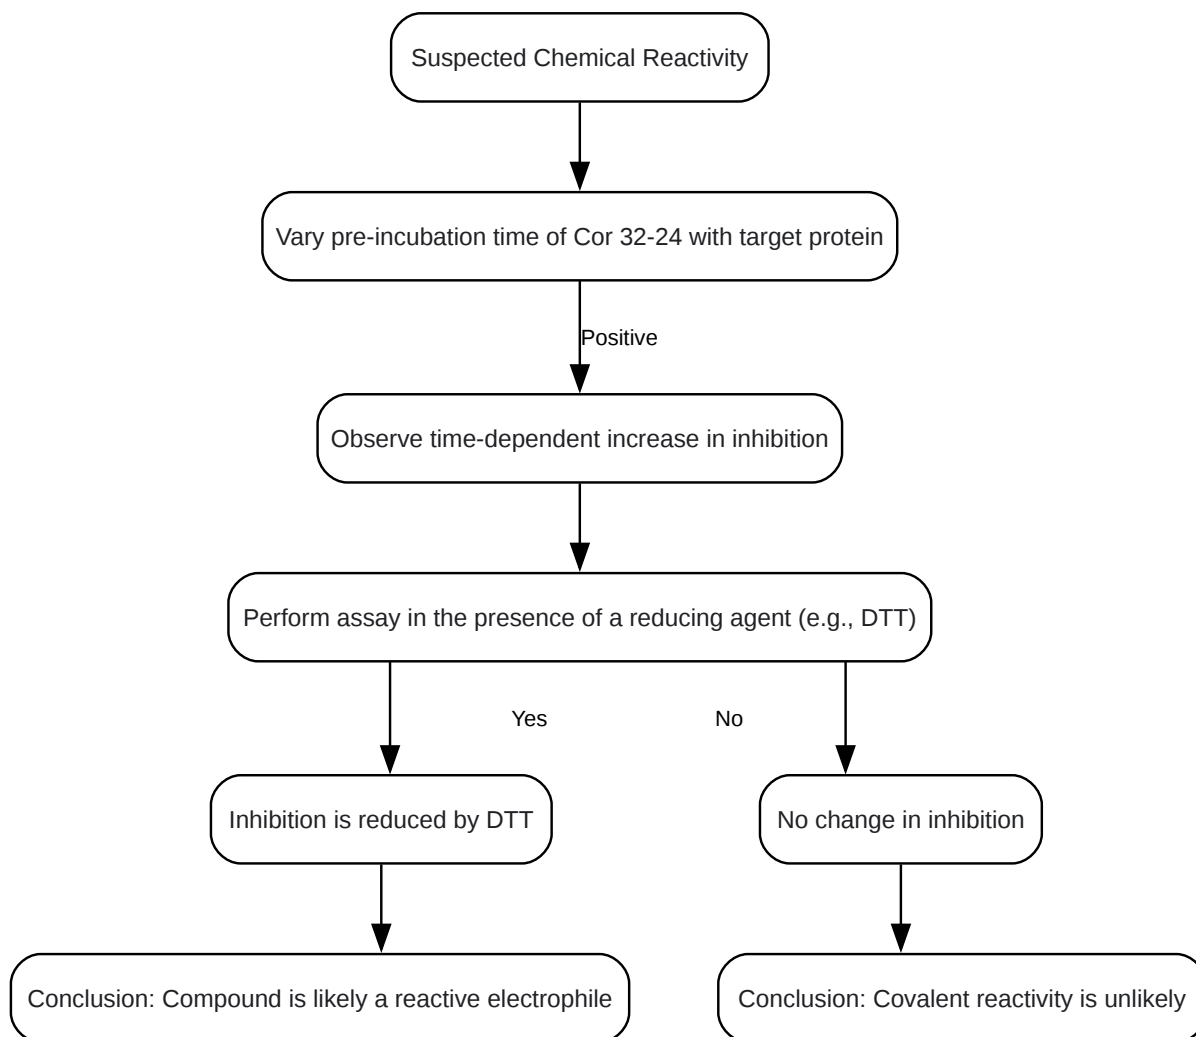 Suspected Chemical Reactivity
Vary pre-incubation time of Cor 32-24 with target protein
Positive
Observe time-dependent increase in inhibition
Perform assay in the presence of a reducing agent (e.g., DTT)
Yes
No
Inhibition is reduced by DTT
No change in inhibition
Conclusion: Compound is likely a reactive electrophile
Conclusion: Covalent reactivity is unlikely